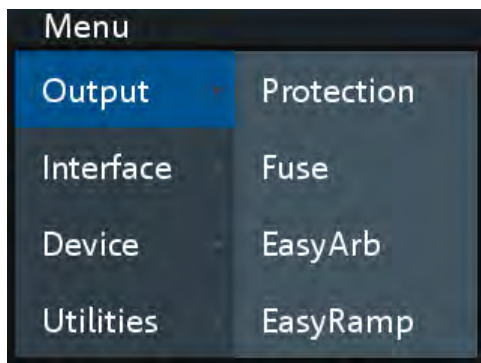 Menu
Output
Protection
Interface
Fuse
Device
EasyArb
Utilities
EasyRamp